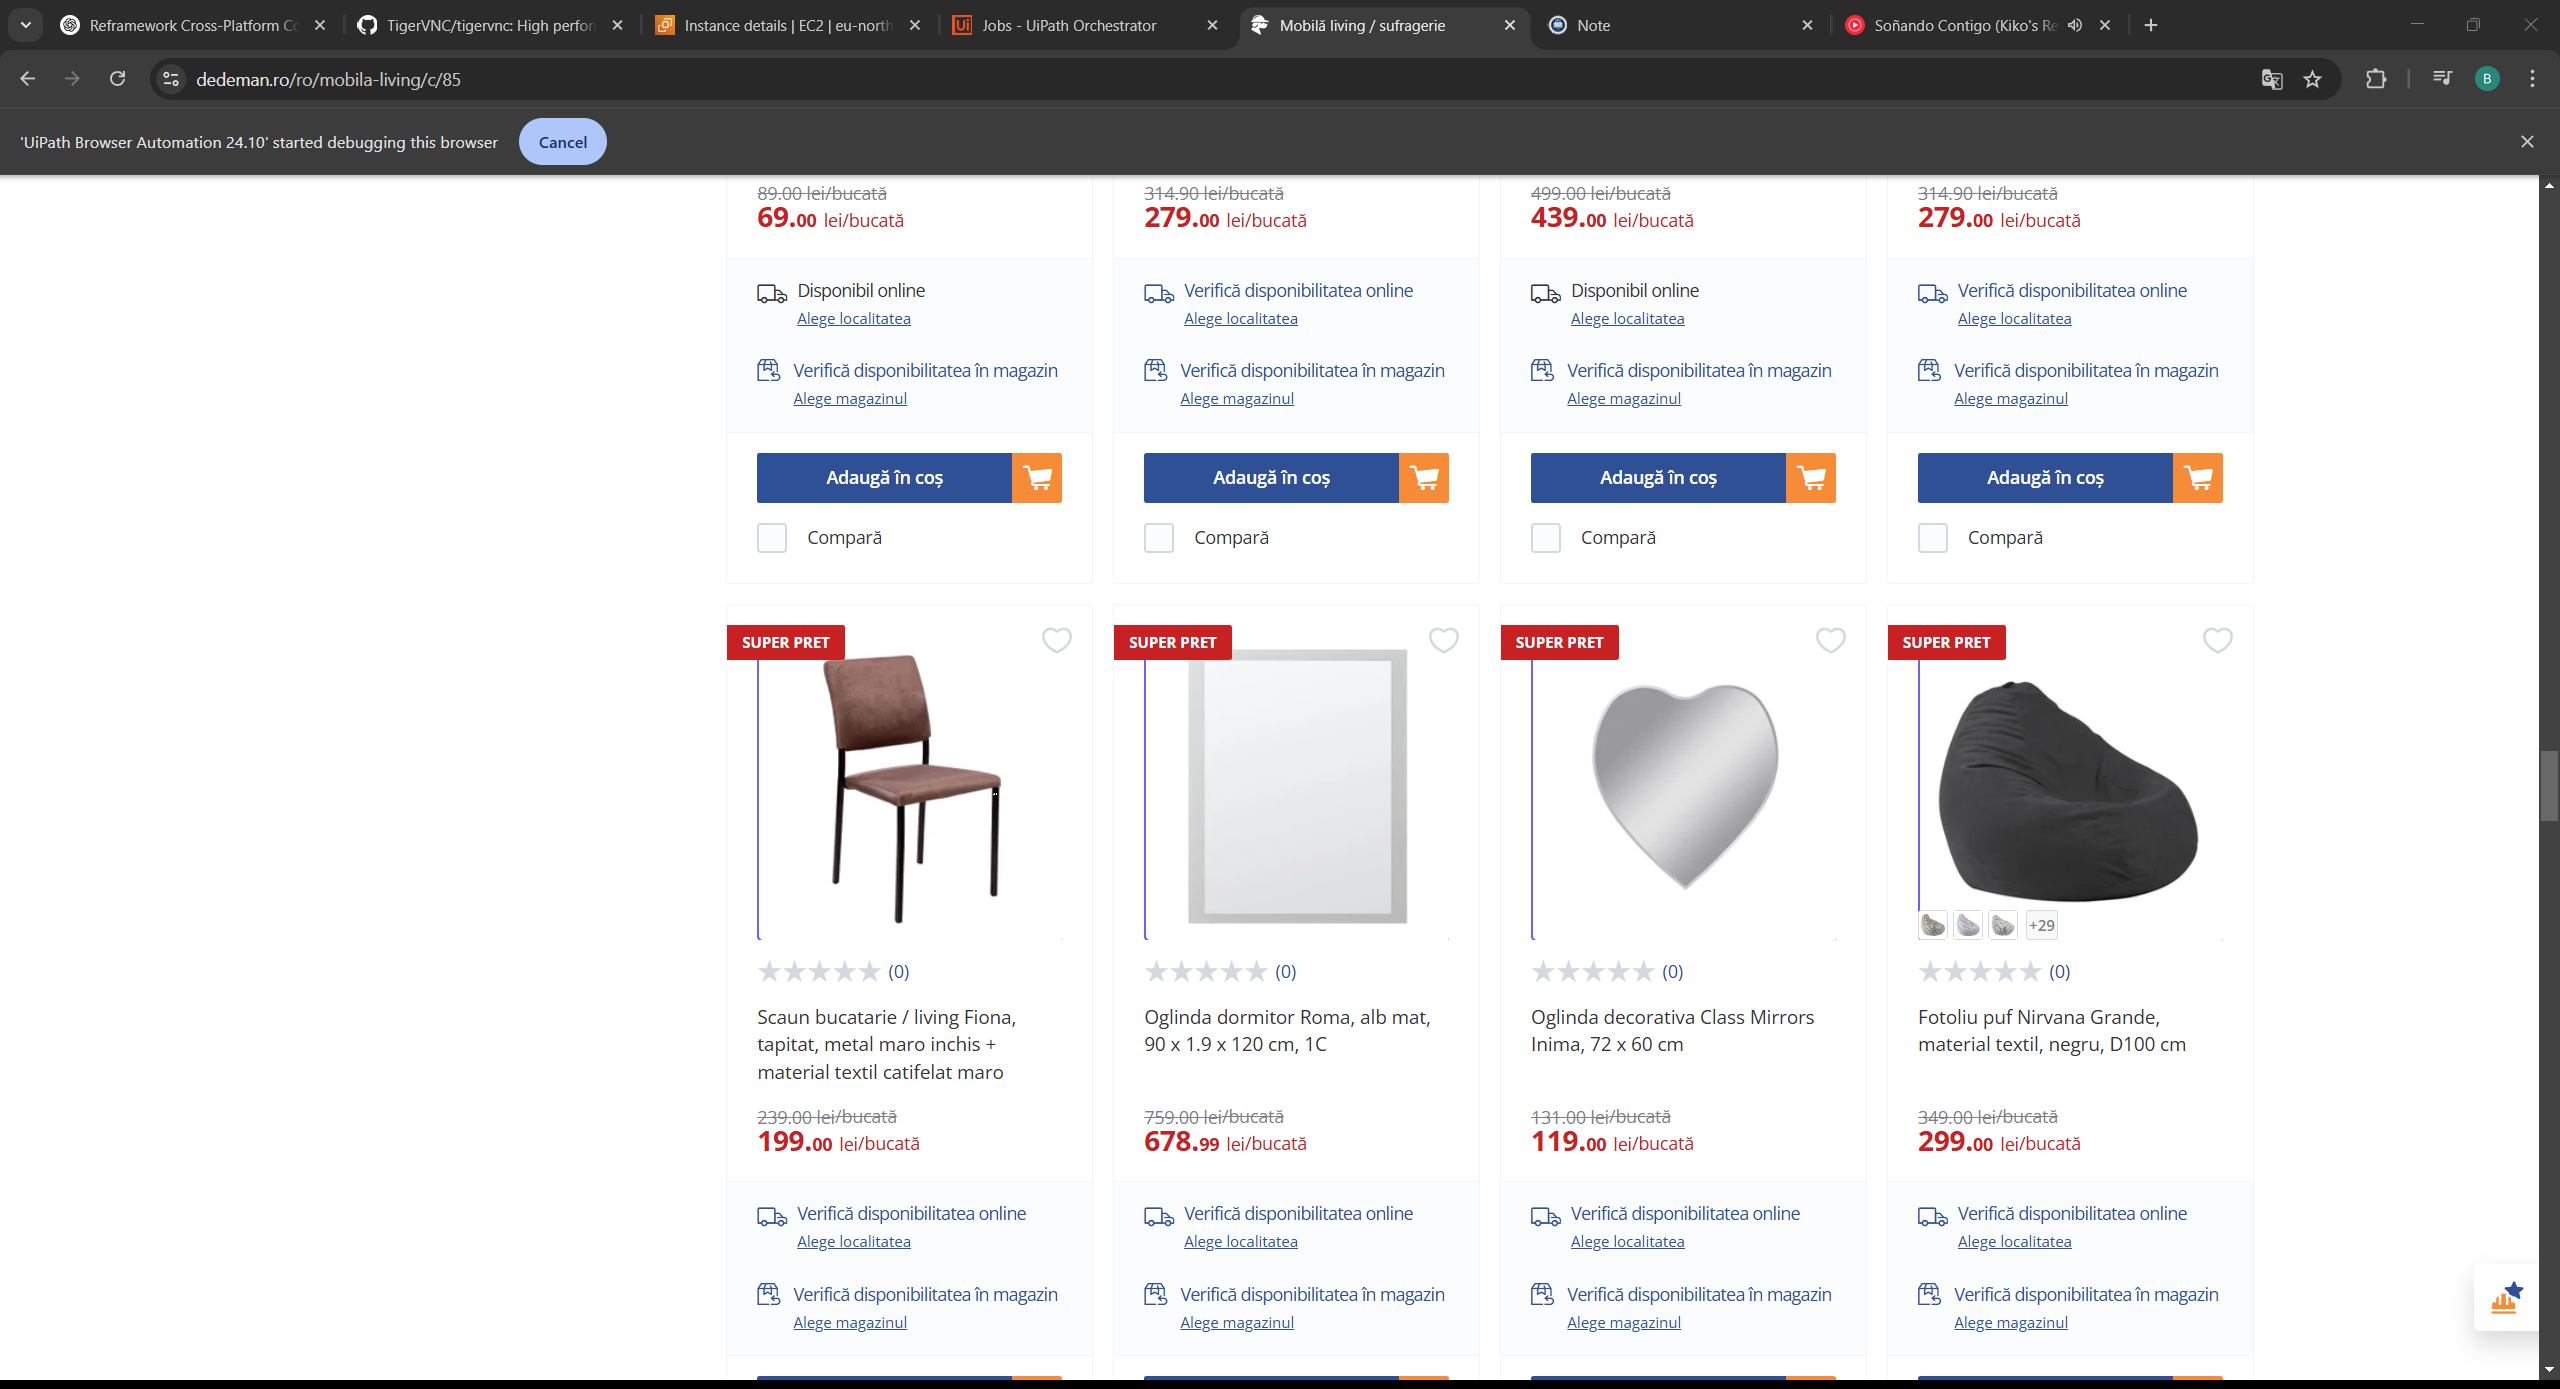 Reframework Cross-Platform Co
TigerVNC/tigervnc: High perfor
Instance details | EC2 | eu-north
Jobs - UiPath Orchestrator
Mobilă living / sufragerie
Note
Soñando Contigo (Kiko's Re
dedeman.ro/ro/mobila-living/c/85
B
'UiPath Browser Automation 24.10' started debugging this browser
Cancel
89.00 lei/bucată
69.00 lei/bucată
314.90 lei/bucată
279.00 lei/bucată
499.00 lei/bucată
439.00 lei/bucată
314.90 lei/bucată
279.00 lei/bucată
Disponibil online
Alege localitatea
Verifică disponibilitatea online
Alege localitatea
Disponibil online
Alege localitatea
Verifică disponibilitatea online
Alege localitatea
Verifică disponibilitatea în magazin
Alege magazinul
Verifică disponibilitatea în magazin
Alege magazinul
Verifică disponibilitatea în magazin
Alege magazinul
Verifică disponibilitatea în magazin
Alege magazinul
Adaugă în coș
Adaugă în coș
Adaugă în coș
Adaugă în coș
Compară
Compară
Compară
Compară
SUPER PRET
SUPER PRET
SUPER PRET
SUPER PRET
+29
(0)
(0)
(0)
(0)
Scaun bucatarie / living Fiona,
tapitat, metal maro inchis +
material textil catifelat maro
Oglinda dormitor Roma, alb mat,
90 x 1.9 x 120 cm, 1C
Oglinda decorativa Class Mirrors
Inima, 72 x 60 cm
Fotoliu puf Nirvana Grande,
material textil, negru, D100 cm
239.00 lei/bucată
199.00 lei/bucată
759.00 lei/bucată
678.99 lei/bucată
131.00 lei/bucată
119.00 lei/bucată
349.00 lei/bucată
299.00 lei/bucată
Verifică disponibilitatea online
Alege localitatea
Verifică disponibilitatea online
Alege localitatea
Verifică disponibilitatea online
Alege localitatea
Verifică disponibilitatea online
Alege localitatea
Verifică disponibilitatea în magazin
Alege magazinul
Verifică disponibilitatea în magazin
Alege magazinul
Verifică disponibilitatea în magazin
Alege magazinul
Verifică disponibilitatea în magazin
Alege magazinul